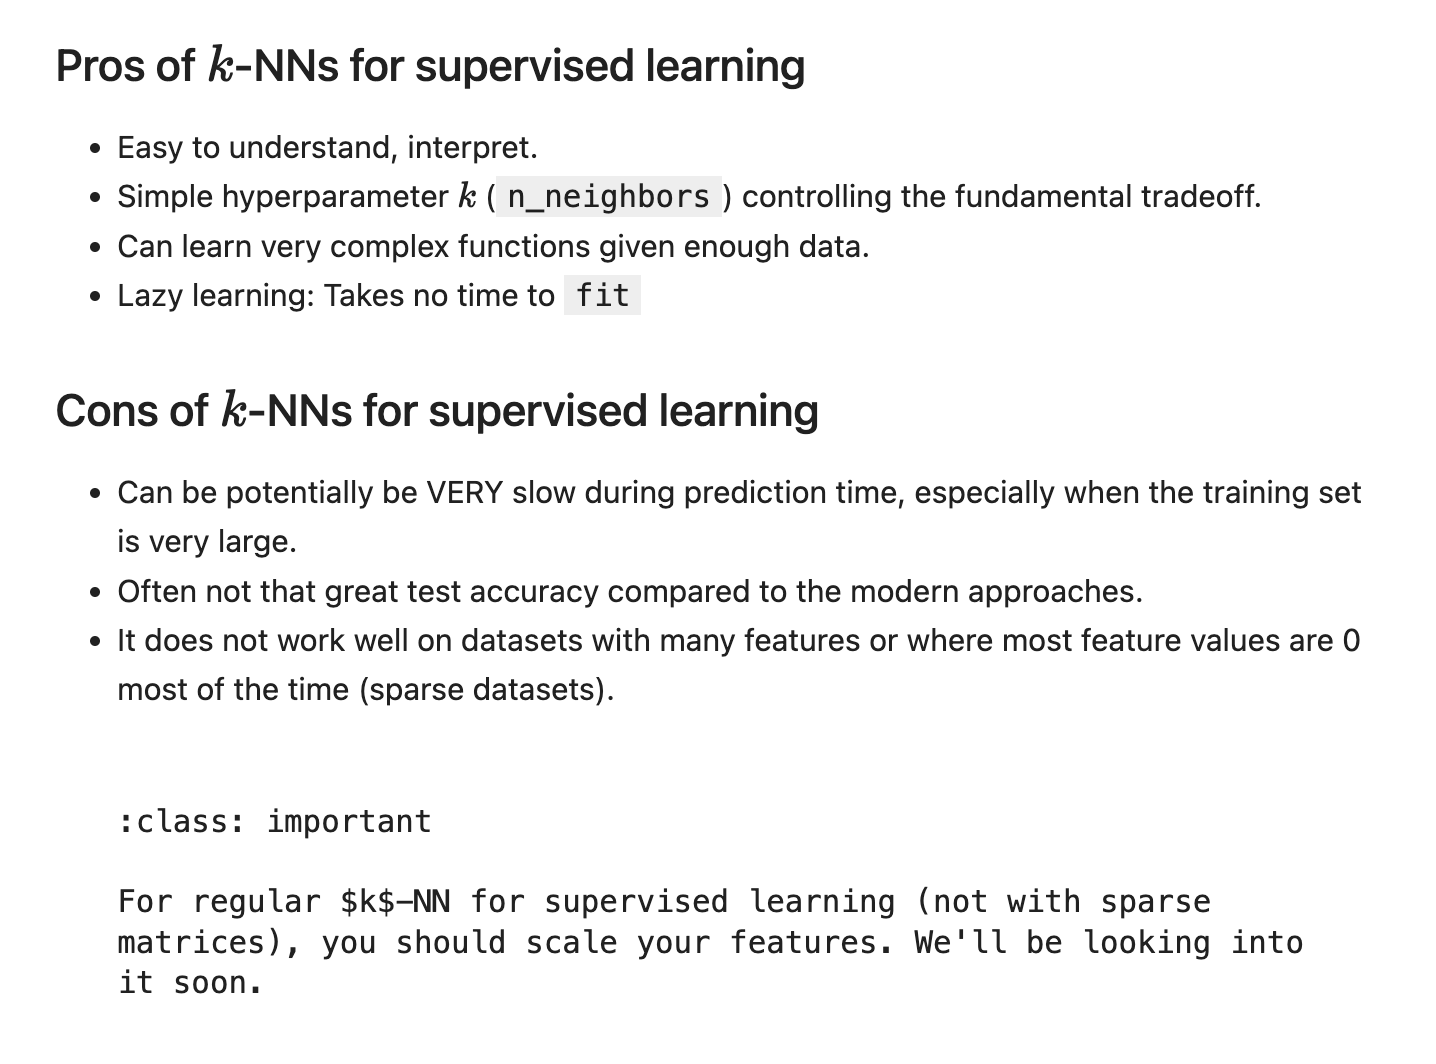 Pros of k-NNs for supervised learning
• Easy to understand, interpret.
• Simple hyperparameter k ( n_neighbors ) controlling the fundamental tradeoff.
• Can learn very complex functions given enough data.
• Lazy learning: Takes no time to fit
Cons of k-NNs for supervised learning
• Can be potentially be VERY slow during prediction time, especially when the training set
is very large.
• Often not that great test accuracy compared to the modern approaches.
• It does not work well on datasets with many features or where most feature values are 0
most of the time (sparse datasets).
:class: important
For regular $k$-NN for supervised learning (not with sparse
matrices), you should scale your features. We'll be looking into
it soon.